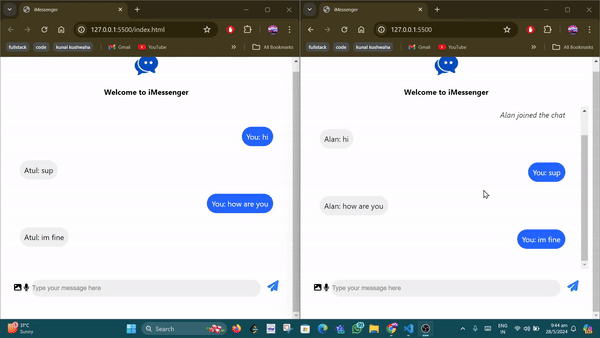 iMessenger
127.0.0.1:5500/index.html
fullstack code kunal kushwaha Gmail YouTube All Bookmarks
Welcome to iMessenger
You: hi
Atul: sup
You: how are you
Atul: im fine
Type your message here
iMessenger
127.0.0.1:5500
fullstack code kunal kushwaha Gmail YouTube All Bookmarks
Welcome to iMessenger
Alan joined the chat
Alan: hi
You: sup
Alan: how are you
You: im fine
Type your message here
31°C
Sunny
Search
ENG
IN
9:44 am
28/5/2024